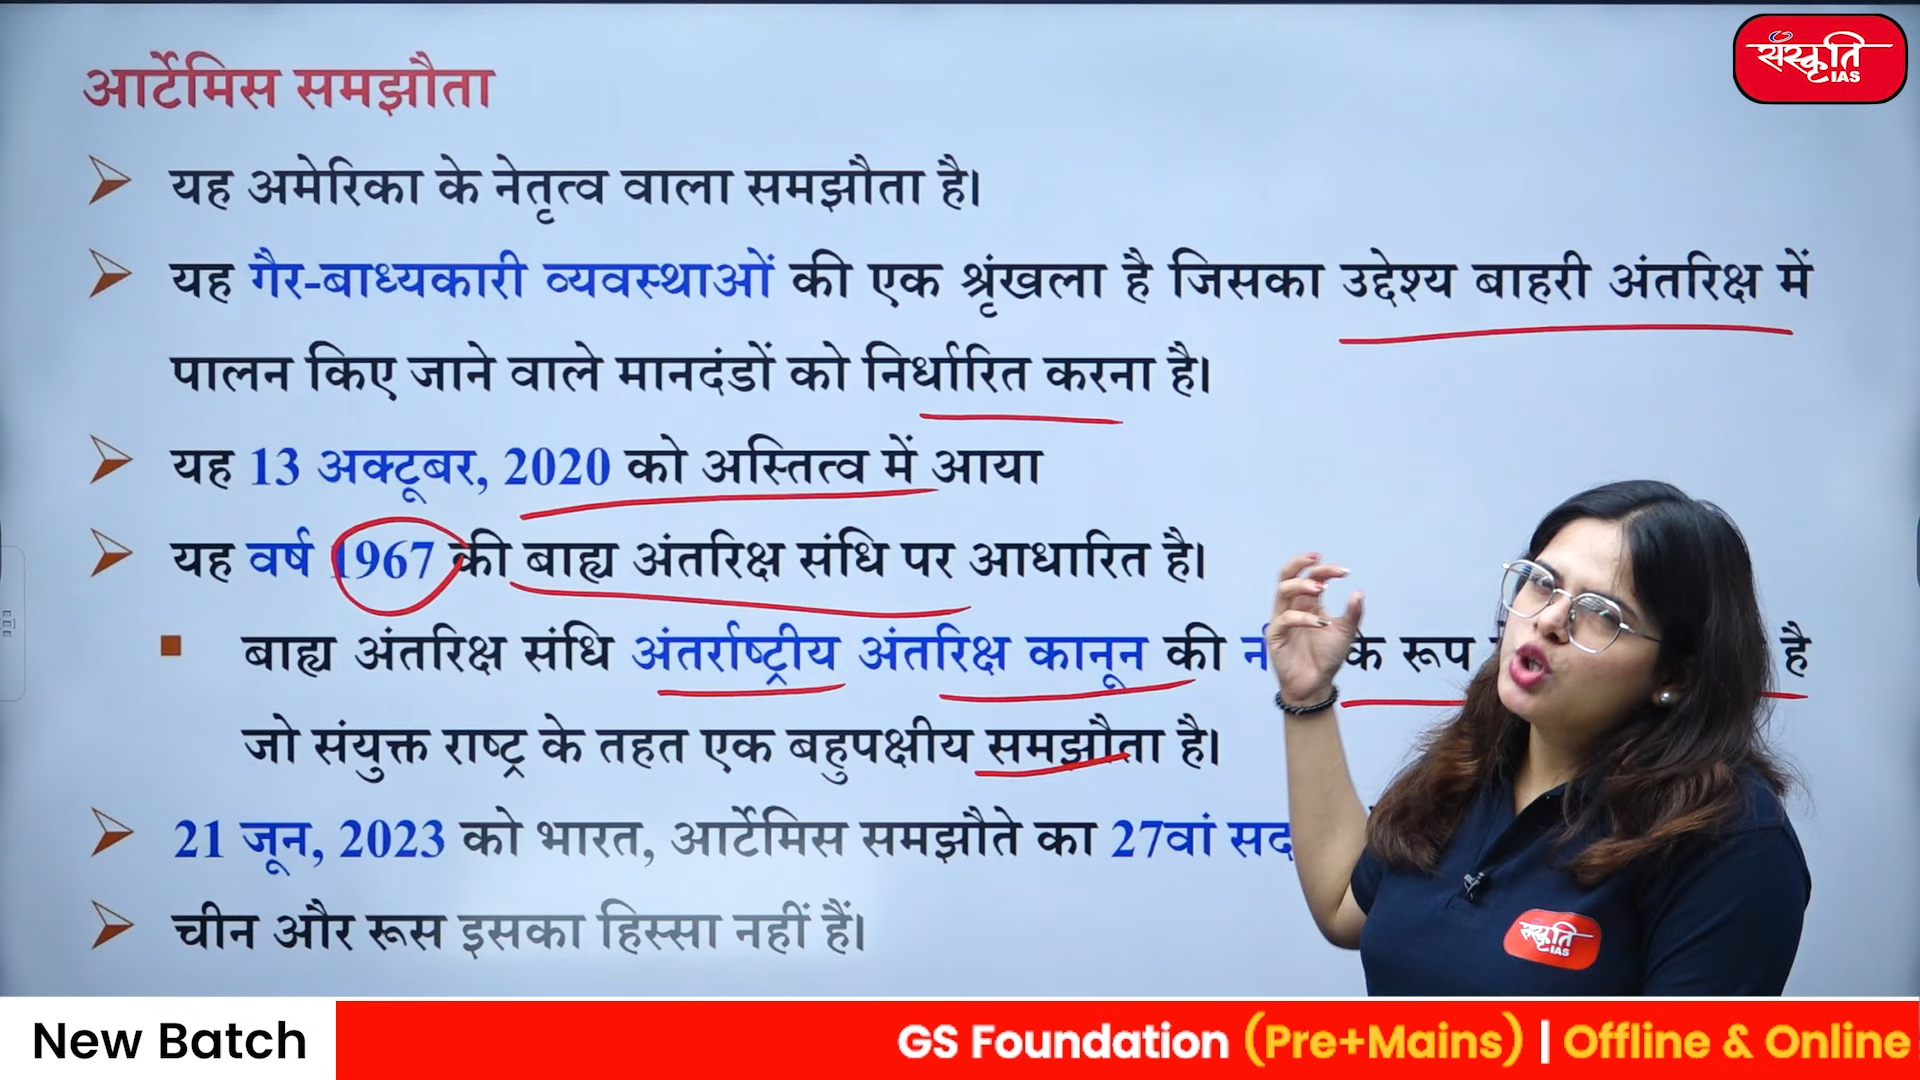 आर्टेमिस समझौता
संस्कृति
IAS
यह अमेरिका के नेतृत्व वाला समझौता है।
यह गैर-बाध्यकारी व्यवस्थाओं की एक श्रृंखला है जिसका उद्देश्य बाहरी अंतरिक्ष में
पालन किए जाने वाले मानदंडों को निर्धारित करना है।
यह 13 अक्टूबर, 2020 को अस्तित्व में आया
यह वर्ष 1967 की बाह्य अंतरिक्ष संधि पर आधारित है।
बाह्य अंतरिक्ष संधि अंतर्राष्ट्रीय अंतरिक्ष कानून की के रूप है
जो संयुक्त राष्ट्र के तहत एक बहुपक्षीय समझौता है।
21 जून, 2023 को भारत, आर्टेमिस समझौते का 27वां
चीन और रूस इसका हिस्सा नहीं हैं।
संस्कृति
IAS
New Batch
GS Foundation (Pre+Mains) | Offline & Online